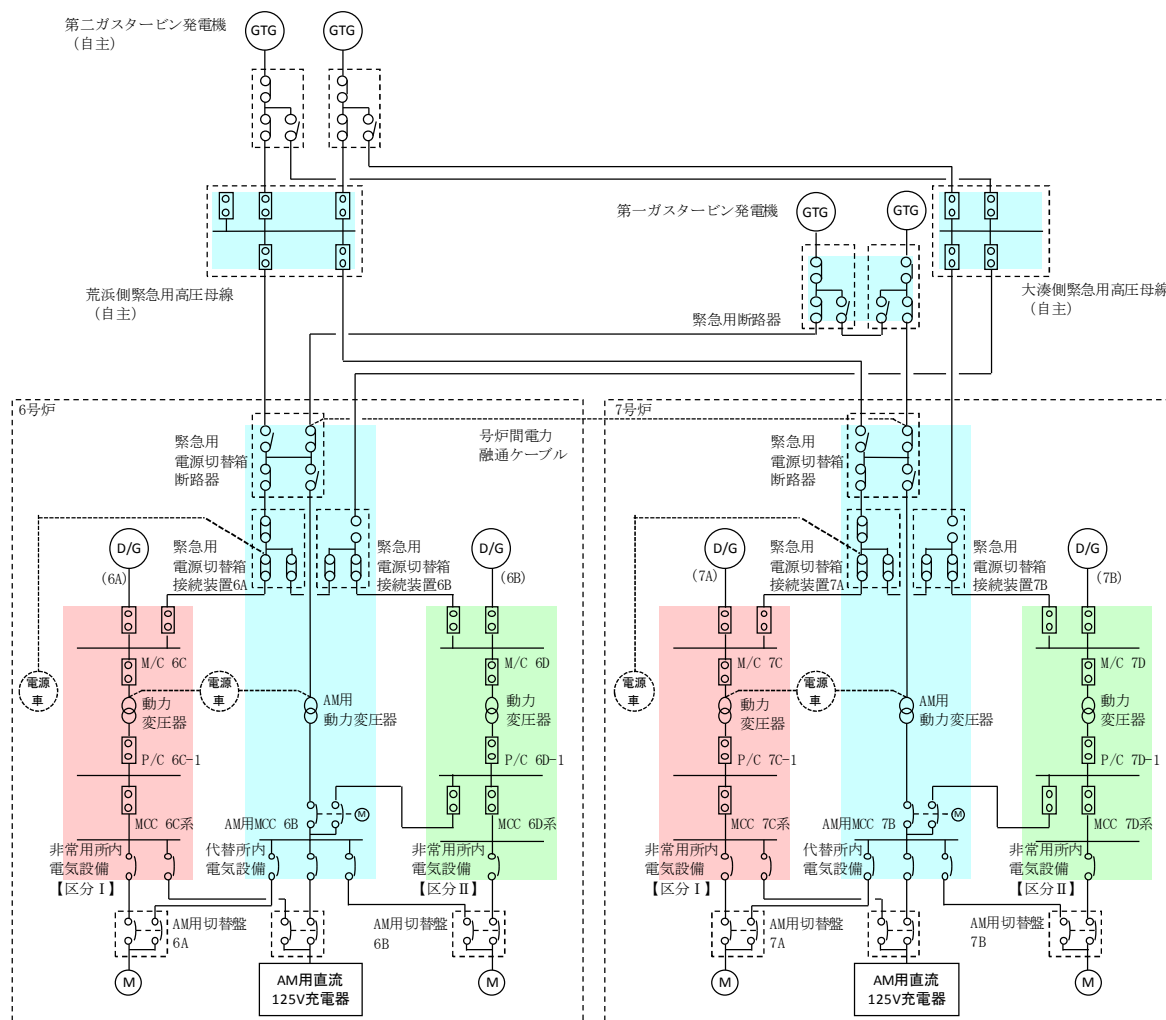 第二ガスタービン発電機
（自主）
GTG
GTG
第一ガスタービン発電機
GTG
GTG
荒浜側緊急用高圧母線
（自主）
大湊側緊急用高圧母線
（自主）
緊急用断路器
6号炉
緊急用
電源切替箱
断路器
号炉間電力
融通ケーブル
D/G
(6A)
緊急用
電源切替箱
接続装置6A
緊急用
電源切替箱
接続装置6B
D/G
(6B)
M/C 6C
M/C 6D
電源
車
電源
車
動力
変圧器
AM用
動力変圧器
動力
変圧器
P/C 6C-1
P/C 6D-1
M
MCC 6C系
AM用MCC 6B
MCC 6D系
非常用所内
電気設備
【区分Ⅰ】
代替所内
電気設備
非常用所内
電気設備
【区分Ⅱ】
AM用切替盤
6A
AM用切替盤
6B
M
AM用直流
125V充電器
M
7号炉
緊急用
電源切替箱
断路器
D/G
(7A)
緊急用
電源切替箱
接続装置7A
緊急用
電源切替箱
接続装置7B
D/G
(7B)
M/C 7C
M/C 7D
電源
車
電源
車
動力
変圧器
AM用
動力変圧器
動力
変圧器
P/C 7C-1
P/C 7D-1
M
MCC 7C系
AM用MCC 7B
MCC 7D系
非常用所内
電気設備
【区分Ⅰ】
代替所内
電気設備
非常用所内
電気設備
【区分Ⅱ】
AM用切替盤
7A
AM用切替盤
7B
M
AM用直流
125V充電器
M